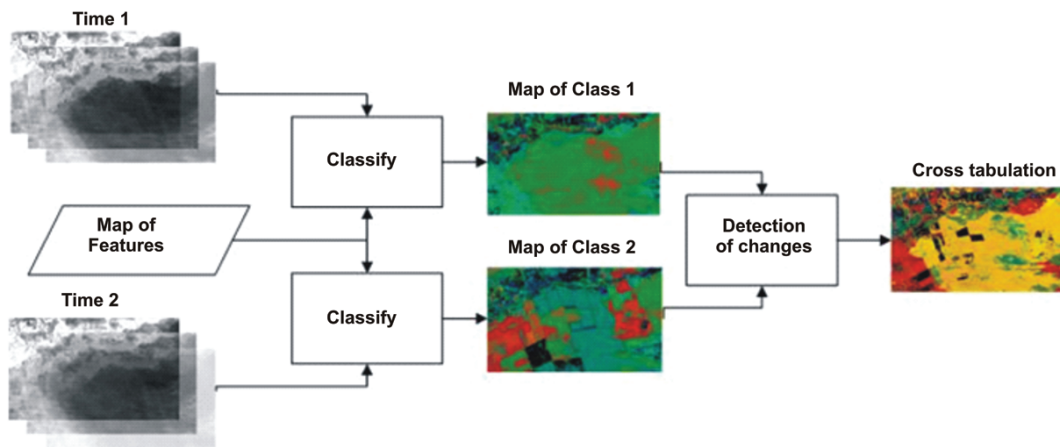 Time 1
Classify
Map of
Features
Time 2
Classify
Map of Class 1
Map of Class 2
Detection
of changes
Cross tabulation